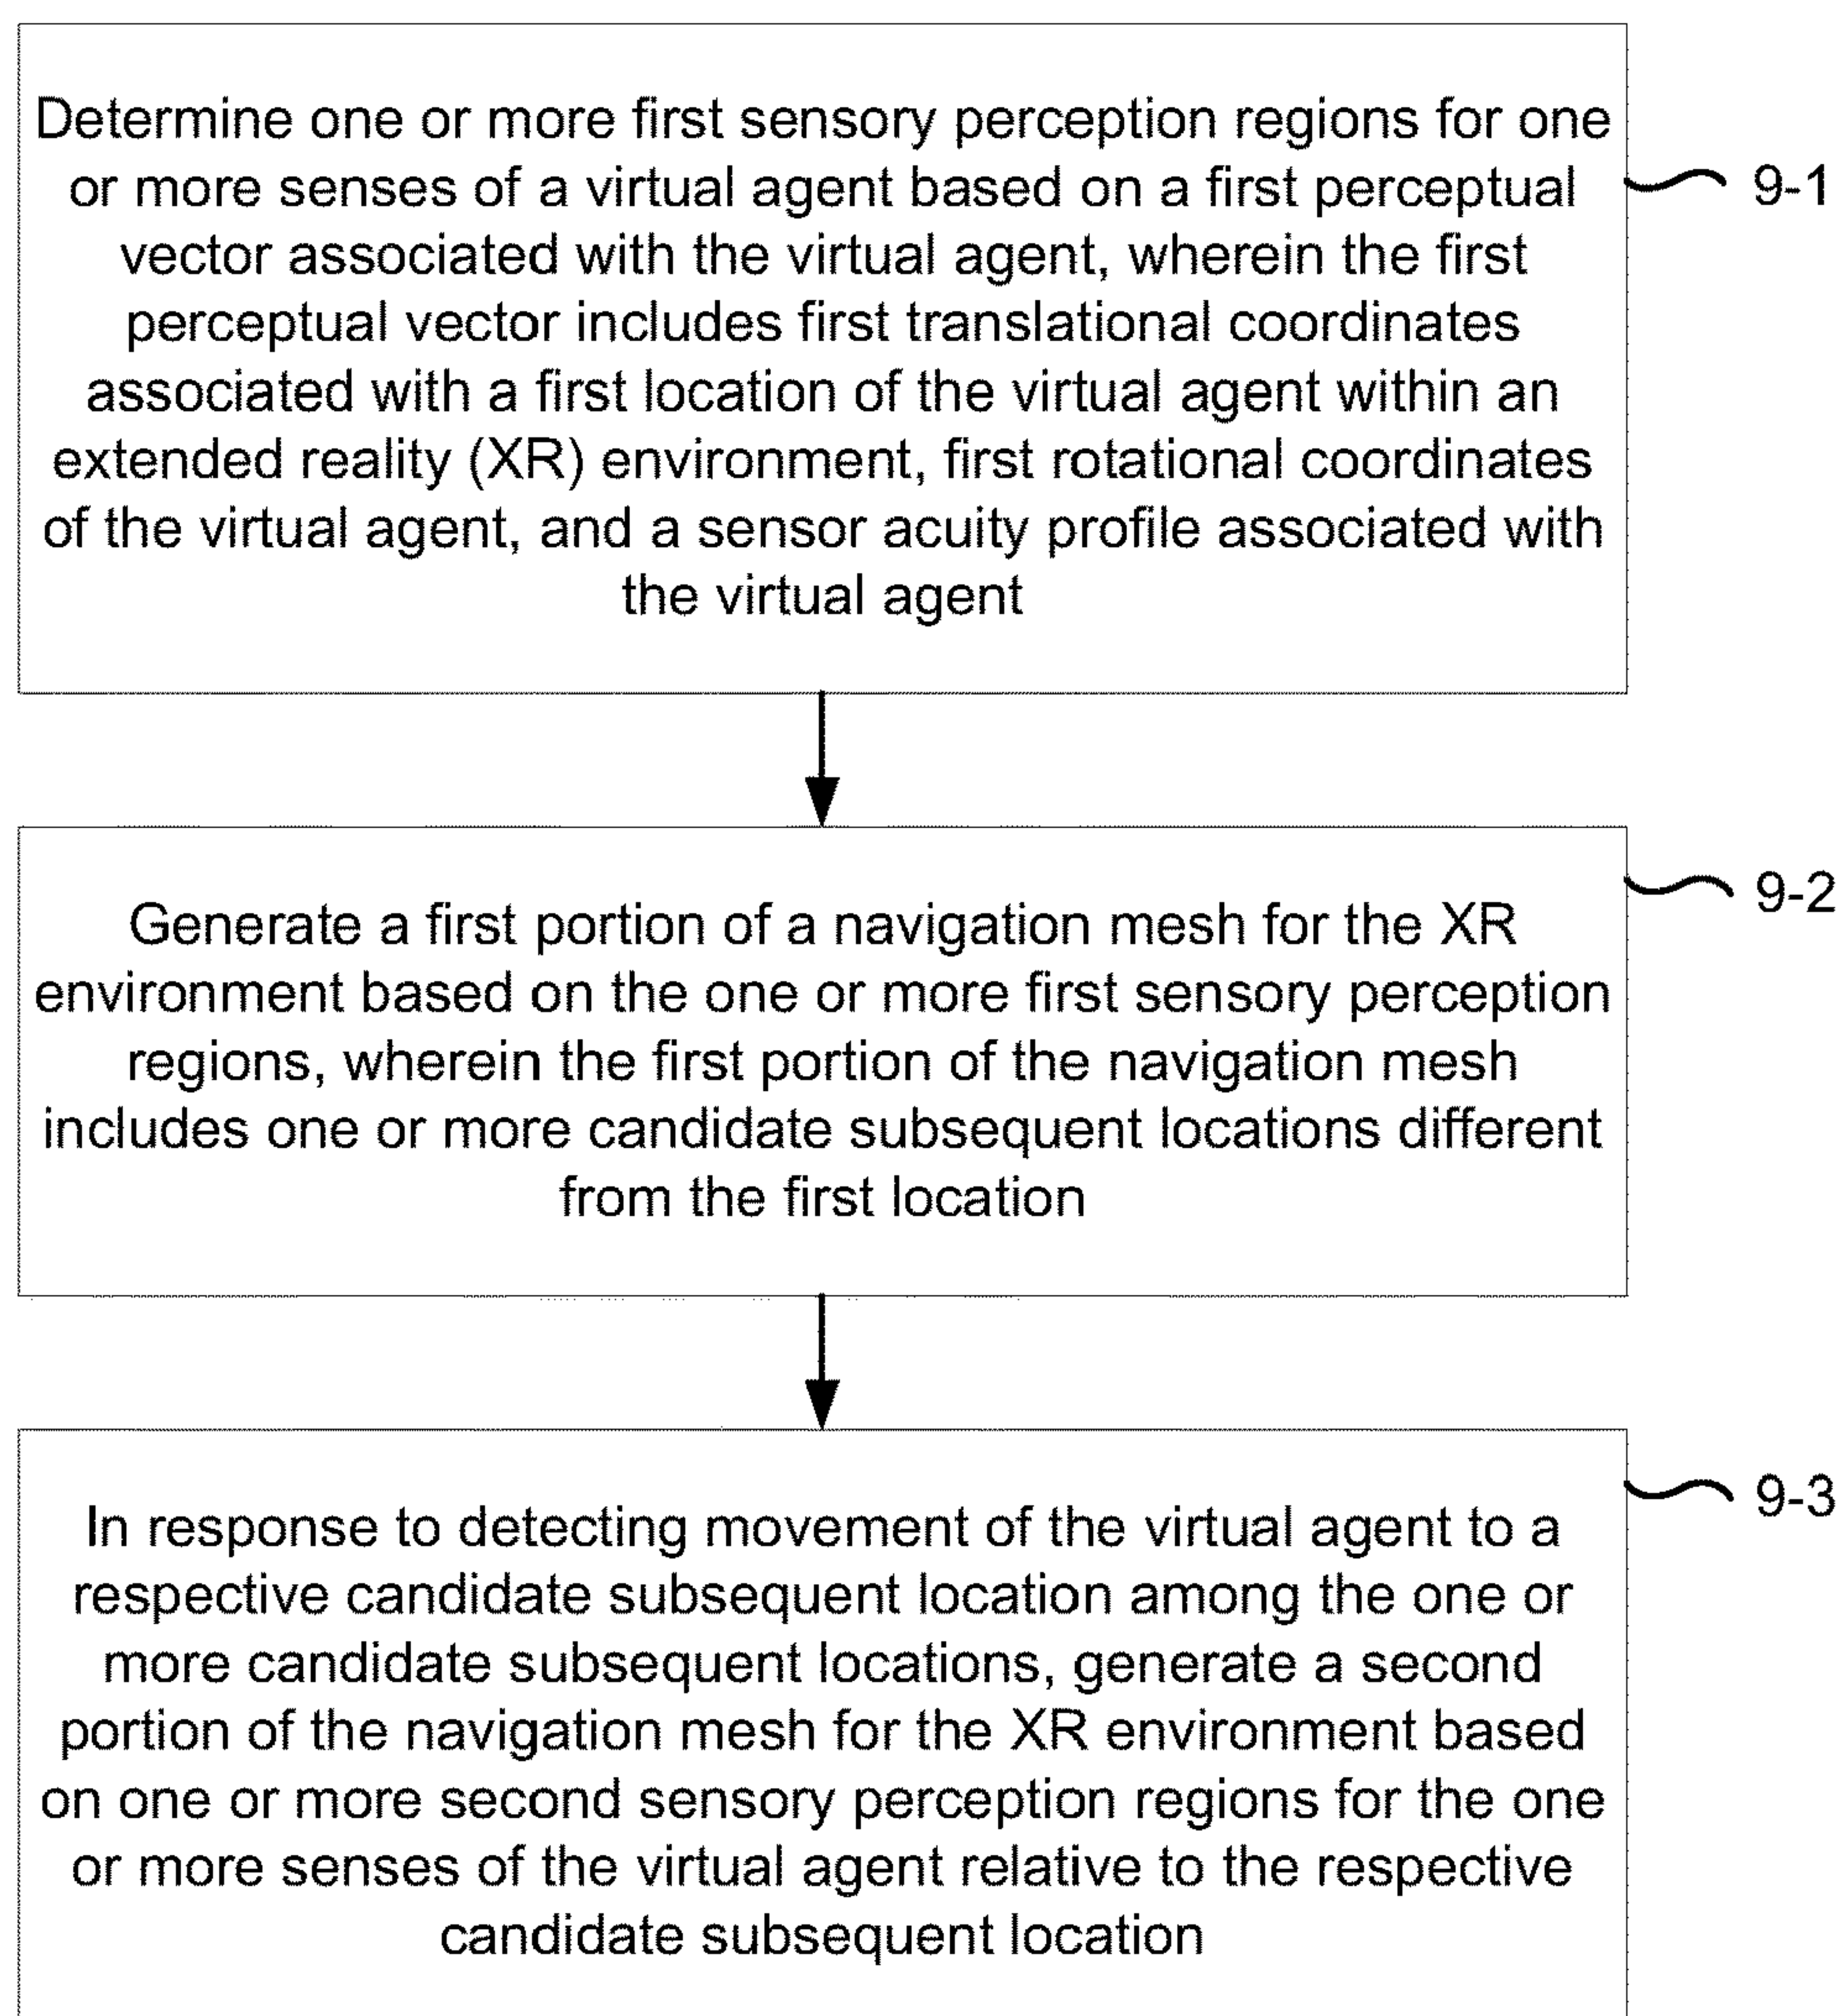 Determine one or more first sensory perception regions for one
or more senses of a virtual agent based on a first perceptual
vector associated with the virtual agent, wherein the first
perceptual vector includes first translational coordinates
associated with a first location of the virtual agent within an
extended reality (XR) environment, first rotational coordinates
of the virtual agent, and a sensor acuity profile associated with
the virtual agent
9-1
Generate a first portion of a navigation mesh for the XR
environment based on the one or more first sensory perception
regions, wherein the first portion of the navigation mesh
includes one or more candidate subsequent locations different
from the first location
9-2
In response to detecting movement of the virtual agent to a
respective candidate subsequent location among the one or
more candidate subsequent locations, generate a second
portion of the navigation mesh for the XR environment based
on one or more second sensory perception regions for the one
or more senses of the virtual agent relative to the respective
candidate subsequent location
9-3